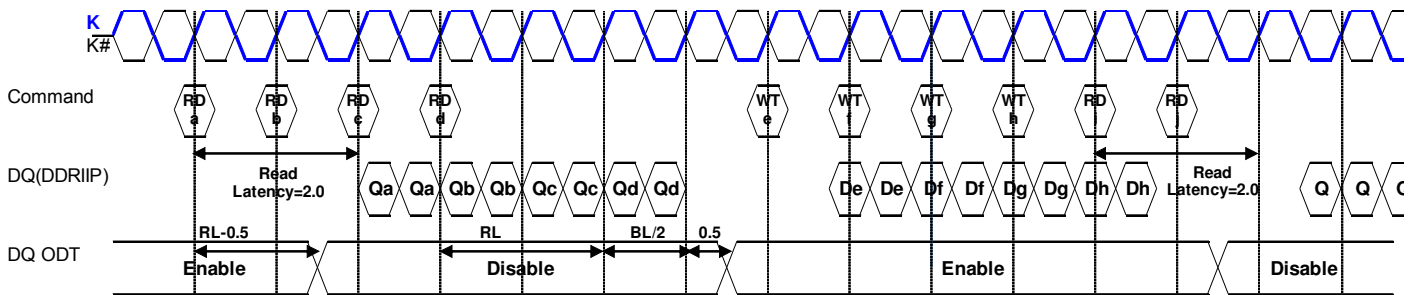 K
K#
Command
RD a RD b RD c RD d WT e WT f WT g WT h RD i RD j
DQ(DDRIIP)
Read Latency=2.0
Qa Qa Qb Qb Qc Qc Qd Qd
De De Df Df Dg Dg Dh Dh
Read Latency=2.0
Q Q
DQ ODT
RL-0.5 RL BL/2 0.5
Enable Disable Enable Disable